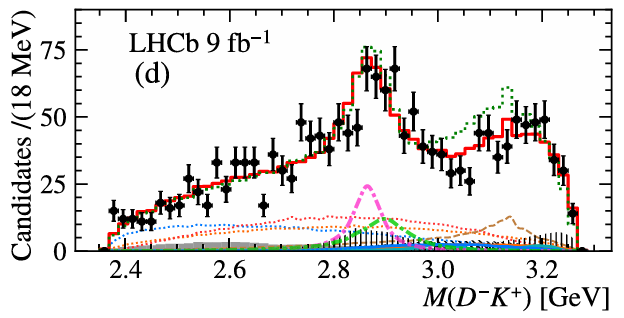 LHCb 9 fb⁻¹
(d)
Candidates /(18 MeV)
75
50
25
0
2.4 2.6 2.8 3.0 3.2
M(D⁻K⁺) [GeV]